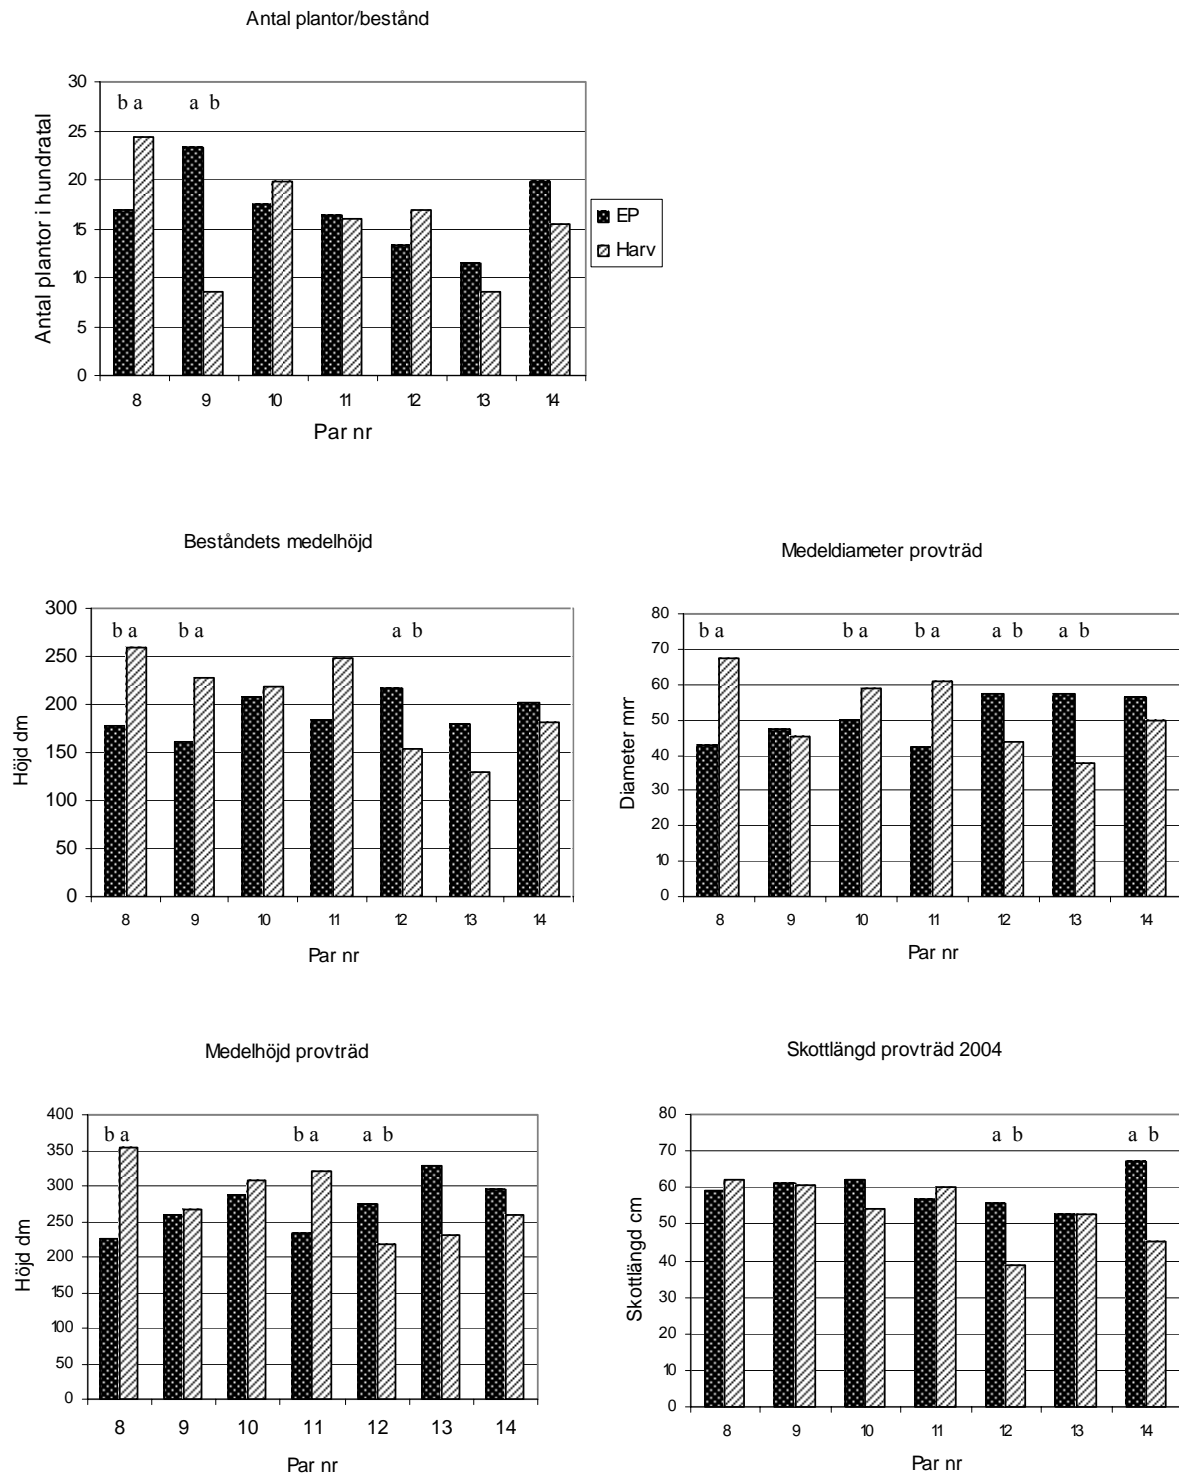 Antal plantor/bestånd
Antal plantor i hundratal
30
25
20
15
10
5
0
b a a b
8 9 10 11 12 13 14
Par nr
EP
Harv
Beståndets medelhöjd
Höjd dm
300
250
200
150
100
50
0
b a b a a b
8 9 10 11 12 13 14
Par nr
Medeldiameter provträd
Diameter mm
80
70
60
50
40
30
20
10
0
b a b a b a a b a b
8 9 10 11 12 13 14
Par nr
Medelhöjd provträd
Höjd dm
400
350
300
250
200
150
100
50
0
b a b a a b
8 9 10 11 12 13 14
Par nr
Skottlängd provträd 2004
Skottlängd cm
80
70
60
50
40
30
20
10
0
a b a b
8 9 10 11 12 13 14
Par nr